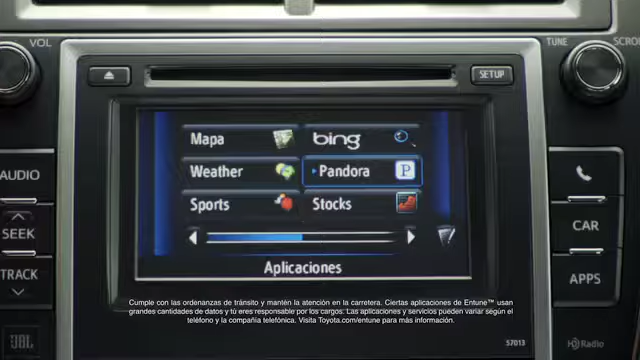 VOL
TUNE
SCRO
SETUP
Mapa
bing
AUDIO
Weather
Pandora
P
Sports
Stocks
SEEK
CAR
Aplicaciones
TRACK
APPS
Cumple con las ordenanzas de tránsito y mantén la atención en la carretera. Ciertas aplicaciones de Entune™ usan
grandes cantidades de datos y tú eres responsable por los cargos. Las aplicaciones y servicios pueden variar según el
teléfono y la compañía telefónica. Visita Toyota.com/entune para más información.
JBL
57013
HD Radio